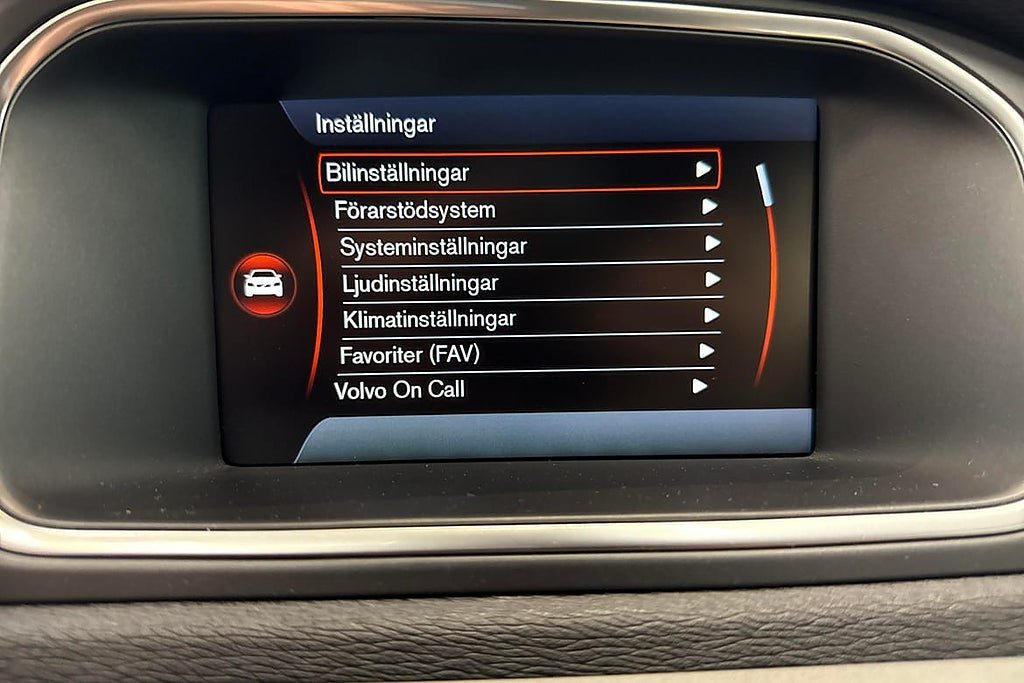 Inställningar
Bilinställningar
Förarstödsystem
Systeminställningar
Ljudinställningar
Klimatinställningar
Favoriter (FAV)
Volvo On Call